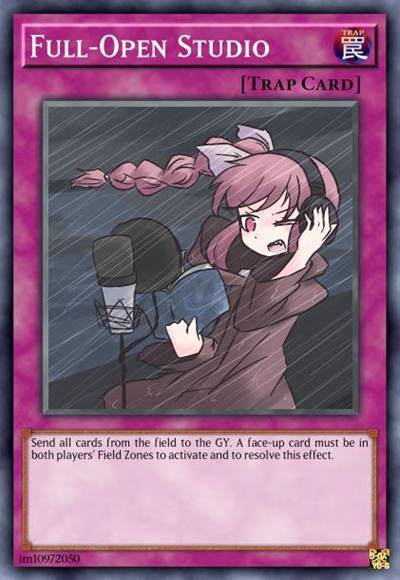 Full-Open Studio
TRAP
罠
[Trap Card]
Send all cards from the field to the GY. A face-up card must be in
both players' Field Zones to activate and to resolve this effect.
im10972050